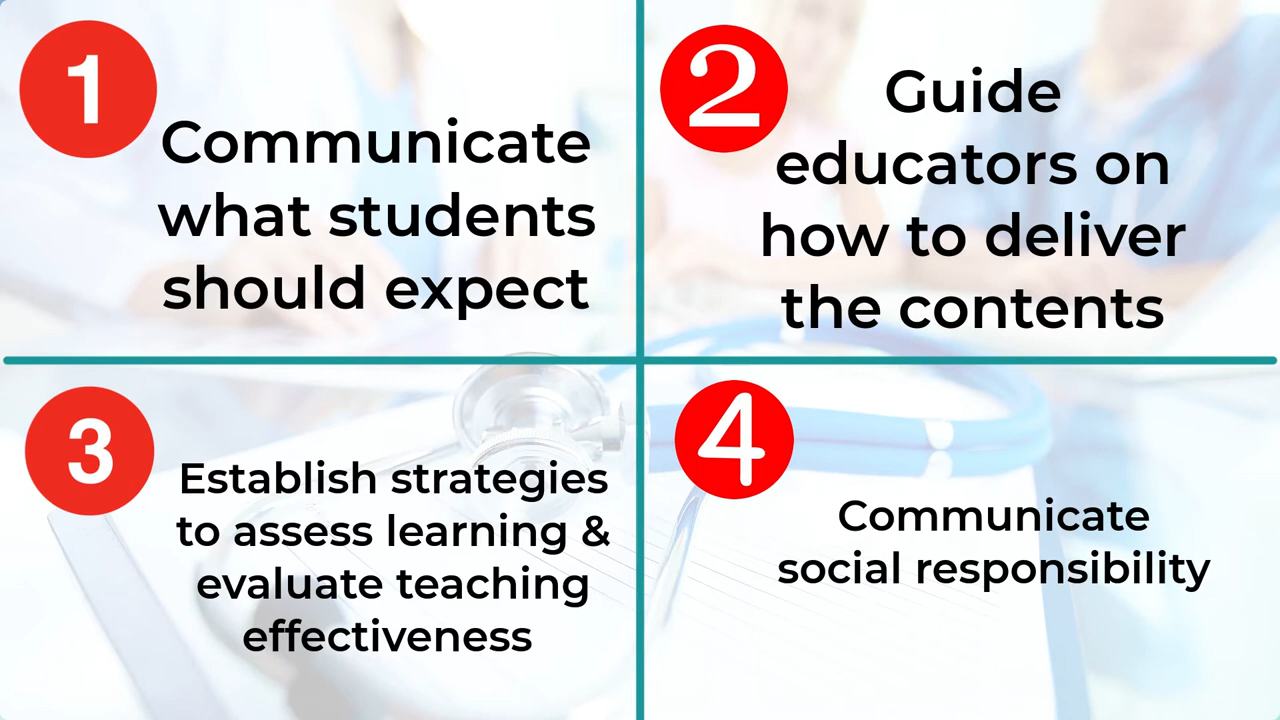 1
Communicate
what students
should expect
2
Guide
educators on
how to deliver
the contents
3
Establish strategies
to assess learning &
evaluate teaching
effectiveness
4
Communicate
social responsibility